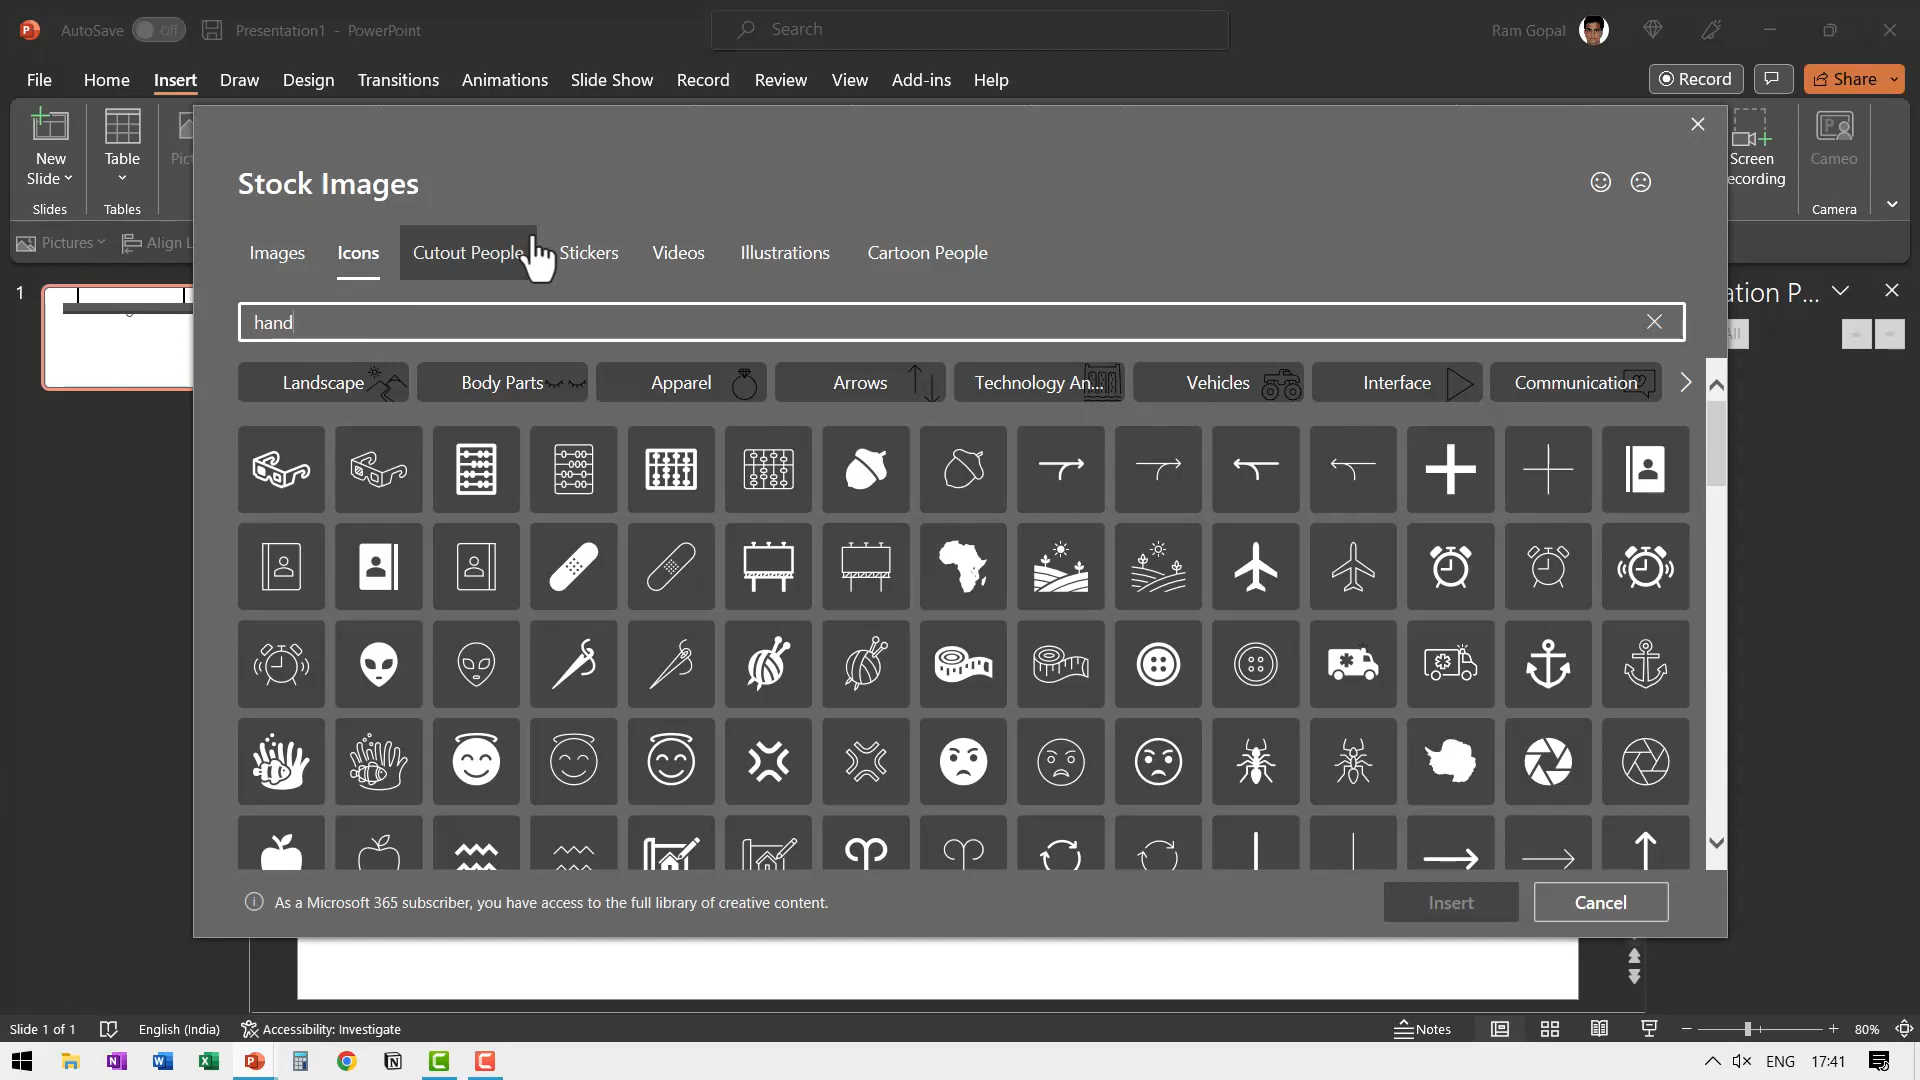 AutoSave Off Presentation1 - PowerPoint Search Ram Gopal
File Home Insert Draw Design Transitions Animations Slide Show Record Review View Add-ins Help Record Share
New Slide
Table
Slides
Tables
Screen
ecording
Cameo
Camera
Pictures Align L
Stock Images
Images Icons Cutout People Stickers Videos Illustrations Cartoon People
hand
Landscape Body Parts Apparel Arrows Technology An... Vehicles Interface Communication
1
ation P...
As a Microsoft 365 subscriber, you have access to the full library of creative content.
Insert Cancel
Slide 1 of 1 English (India) Accessibility: Investigate Notes 80%
ENG 17:41